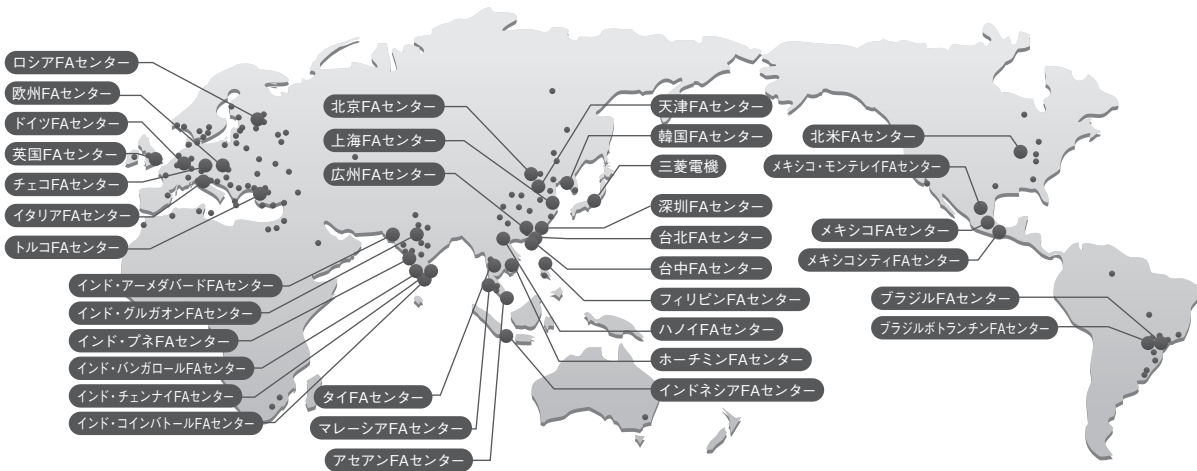 ロシアFAセンター
欧州FAセンター
ドイツFAセンター
英国FAセンター
チェコFAセンター
イタリアFAセンター
トルコFAセンター
インド・アーメダバードFAセンター
インド・グルガオンFAセンター
インド・プネFAセンター
インド・バンガロールFAセンター
インド・チェンナイFAセンター
インド・コインバトールFAセンター
北京FAセンター
上海FAセンター
広州FAセンター
タイFAセンター
マレーシアFAセンター
アセアンFAセンター
天津FAセンター
韓国FAセンター
三菱電機
深圳FAセンター
台北FAセンター
台中FAセンター
フィリピンFAセンター
ハノイFAセンター
ホーチミンFAセンター
インドネシアFAセンター
北米FAセンター
メキシコ・モンテレイFAセンター
メキシコFAセンター
メキシコシティFAセンター
ブラジルFAセンター
ブラジルボトランチンFAセンター